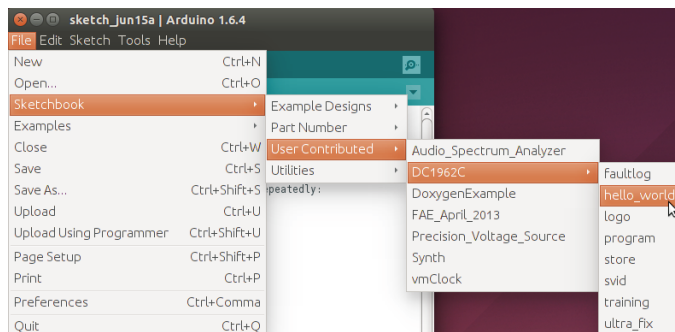 sketch_jun15a | Arduino 1.6.4
File Edit Sketch Tools Help
New Ctrl+N
Open... Ctrl+O
Sketchbook
Examples
Close Ctrl+W
Save Ctrl+S
Save As... Ctrl+Shift+S
Upload Ctrl+U
Upload Using Programmer Ctrl+Shift+U
Page Setup Ctrl+Shift+P
Print Ctrl+P
Preferences Ctrl+Comma
Quit Ctrl+Q
Example Designs
Part Number
User Contributed
Utilities
epeatedly:
Audio_Spectrum_Analyzer
DC1962C
DoxygenExample
FAE_April_2013
Precision_Voltage_Source
Synth
vmClock
faultlog
hello_world
logo
program
store
svid
training
ultra_fix